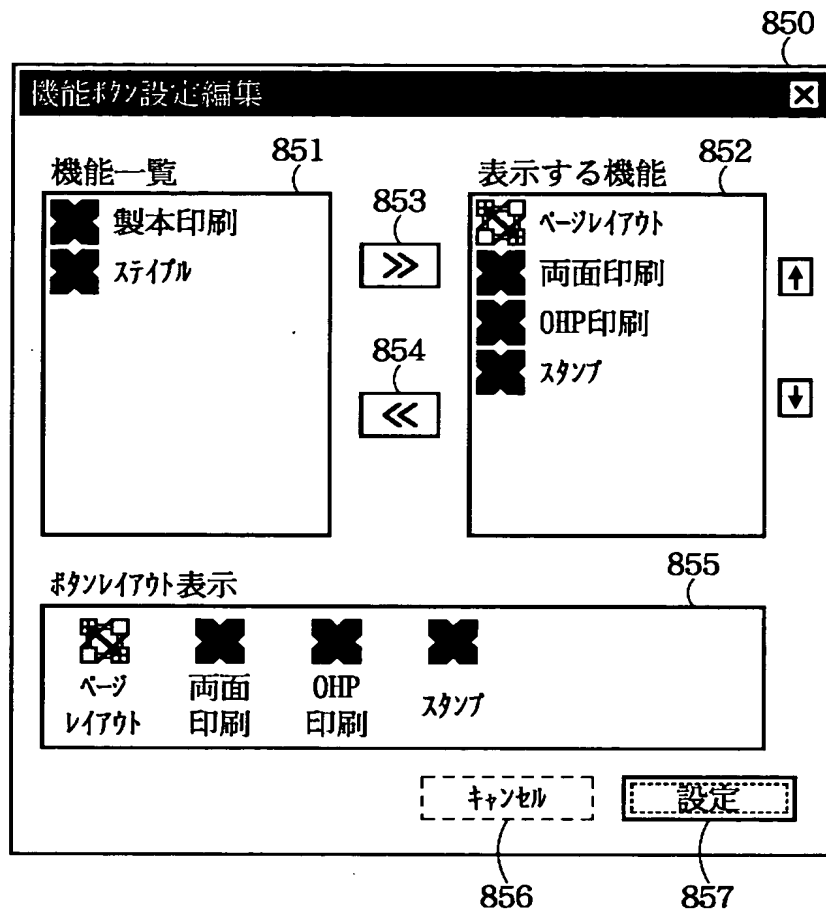 850
機能ﾎﾞﾀﾝ設定編集
機能一覧
851
製本印刷
ｽﾃｲﾌﾟﾙ
853
≫
854
≪
表示する機能
852
ﾍﾟｰｼﾞﾚｲｱｳﾄ
両面印刷
OHP印刷
ｽﾀﾝﾌﾟ
ﾎﾞﾀﾝﾚｲｱｳﾄ表示
855
ﾍﾟｰｼﾞ
ﾚｲｱｳﾄ
両面
印刷
OHP
印刷
ｽﾀﾝﾌﾟ
ｷｬﾝｾﾙ
設定
856
857